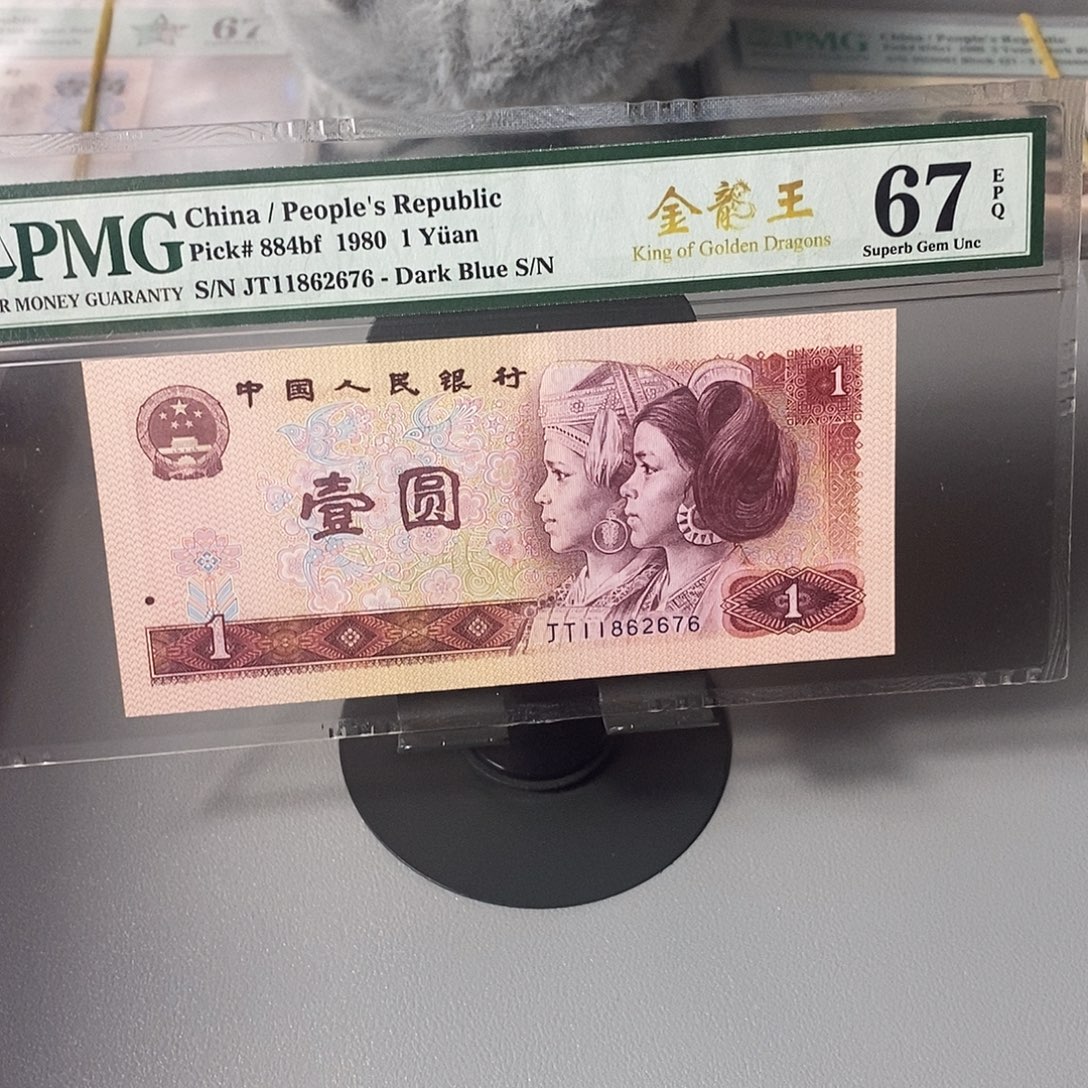 67
PMG
PMG
China / People's Republic
Pick# 884bf 1980 1 Yüan
S/N JT11862676 - Dark Blue S/N
R MONEY GUARANTY
金龍王
King of Golden Dragons
67
EPQ
Superb Gem Unc
中国人民银行
1
壹圆
1
JT11862676
1